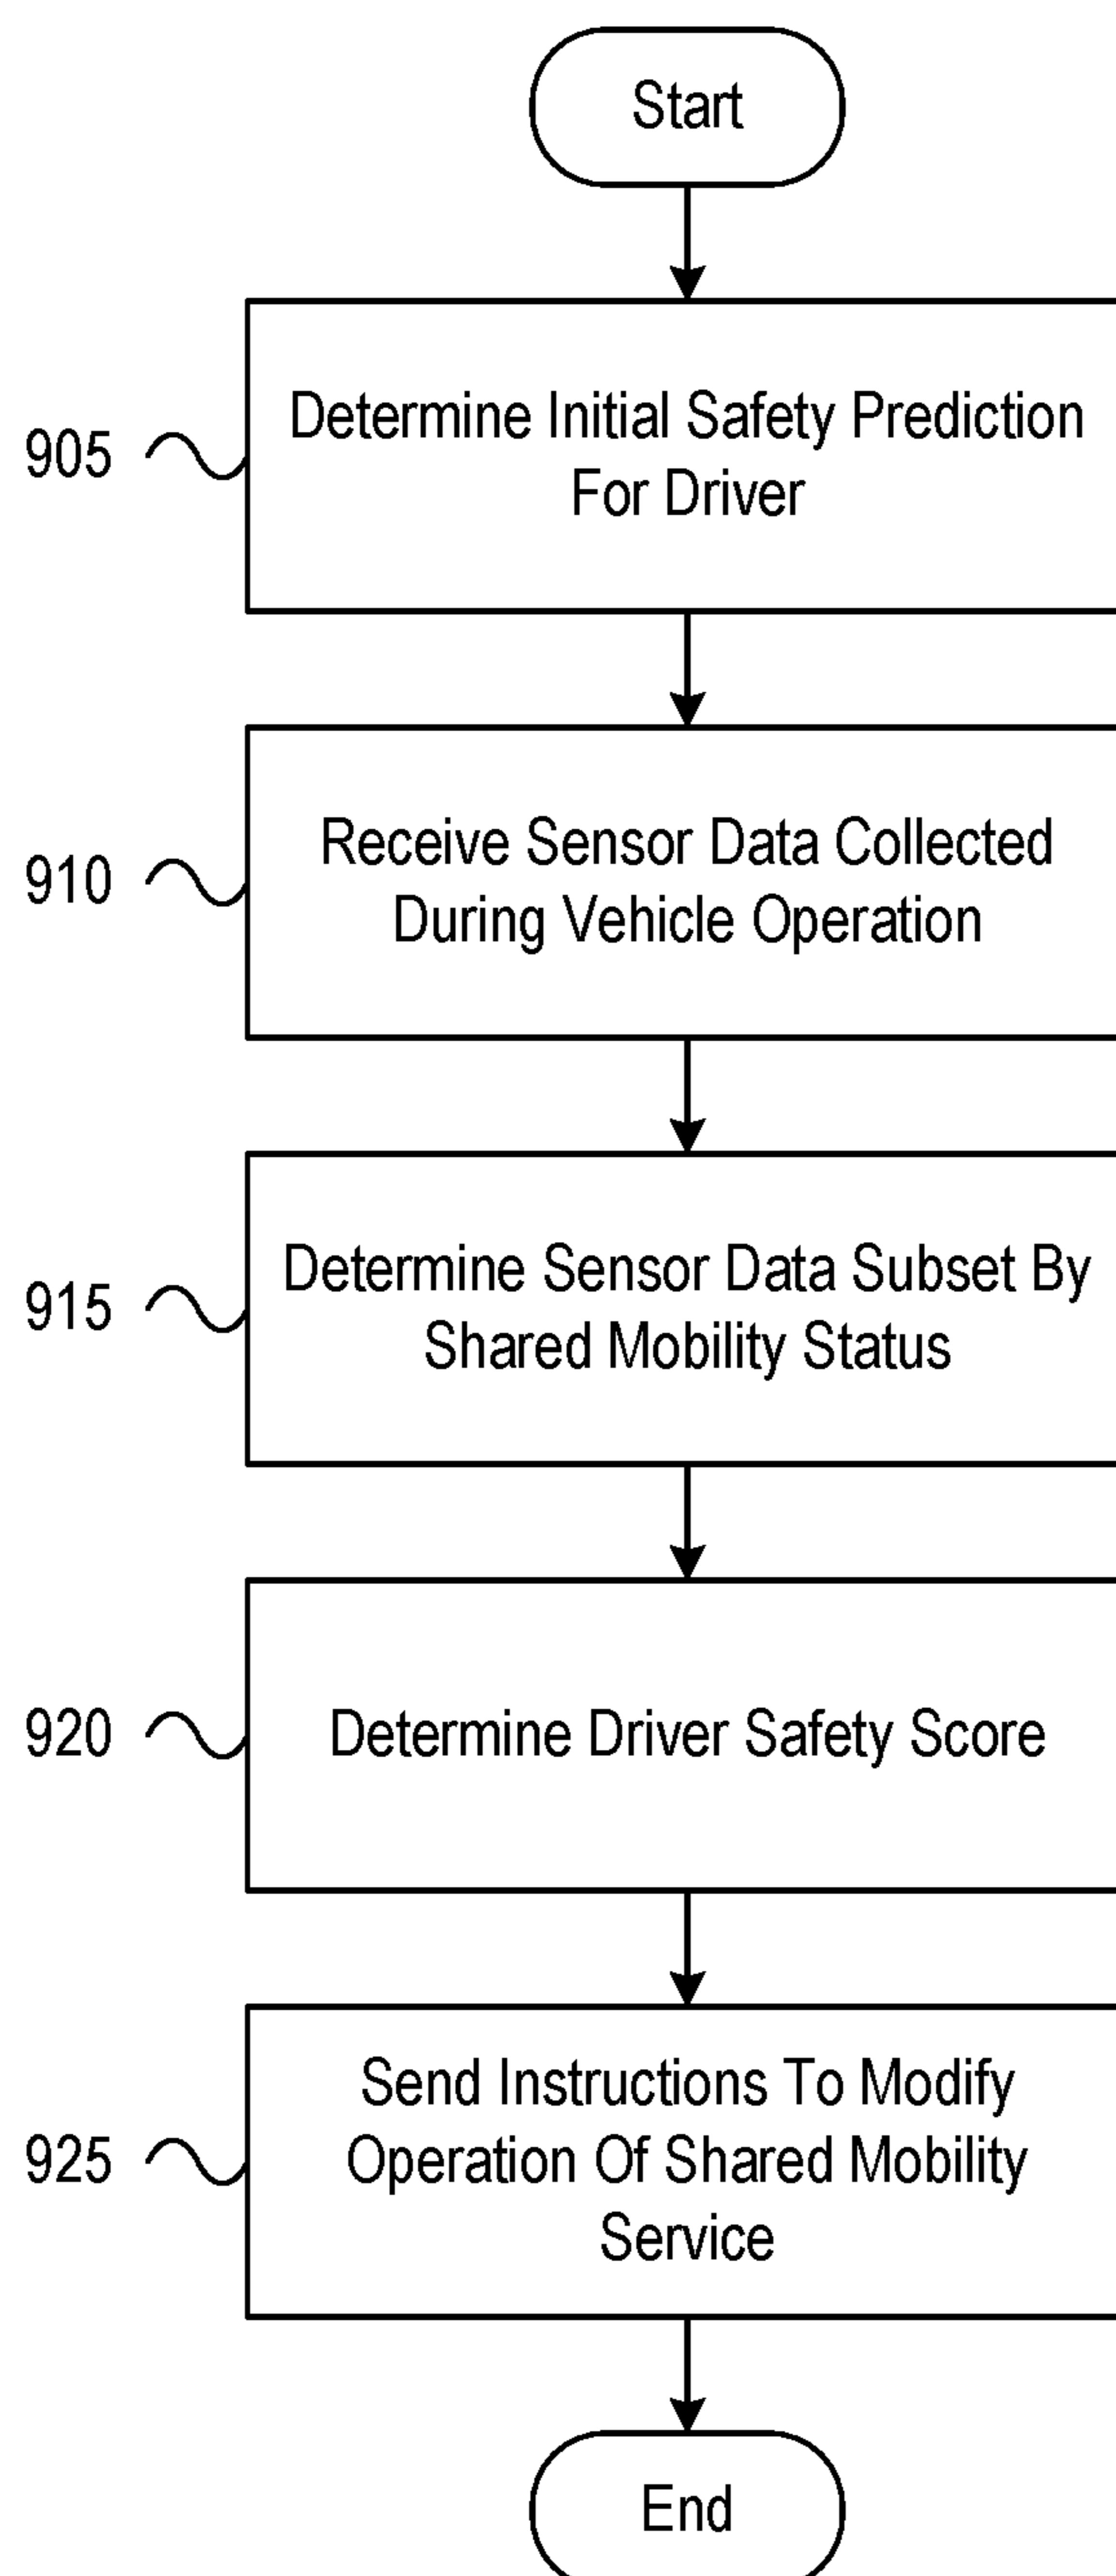 Start
905
Determine Initial Safety Prediction
For Driver
910
Receive Sensor Data Collected
During Vehicle Operation
915
Determine Sensor Data Subset By
Shared Mobility Status
920
Determine Driver Safety Score
925
Send Instructions To Modify
Operation Of Shared Mobility
Service
End